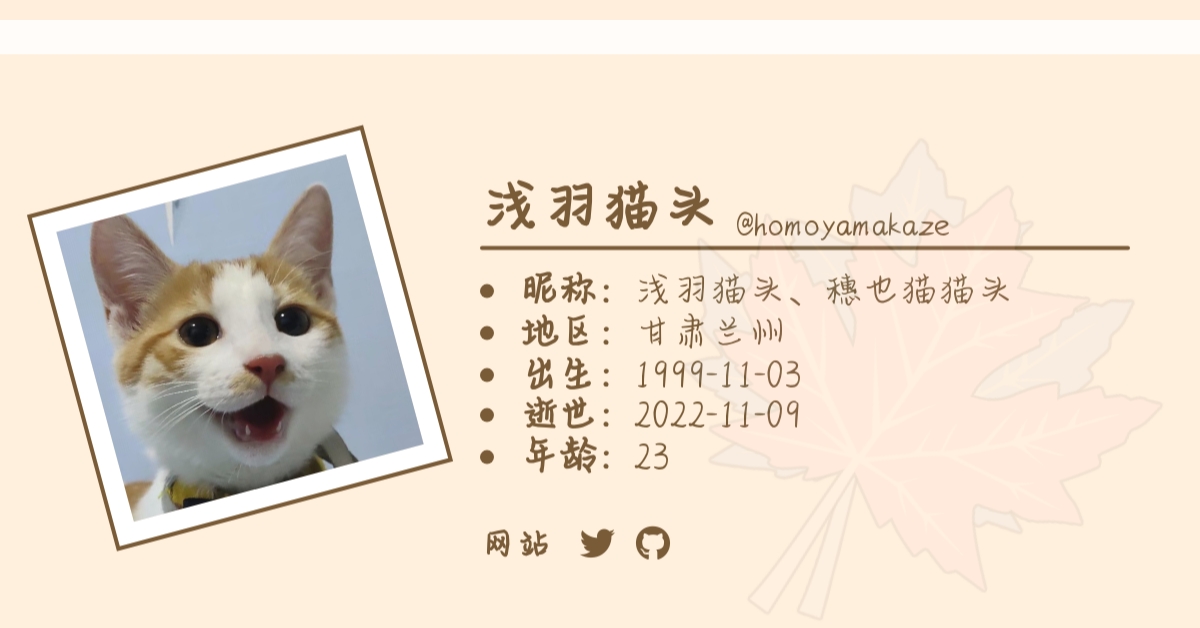 浅羽猫头 @homoyamakaze
昵称：浅羽猫头、穗也猫猫头
地区：甘肃兰州
出生：1999-11-03
逝世：2022-11-09
年龄：23
网站